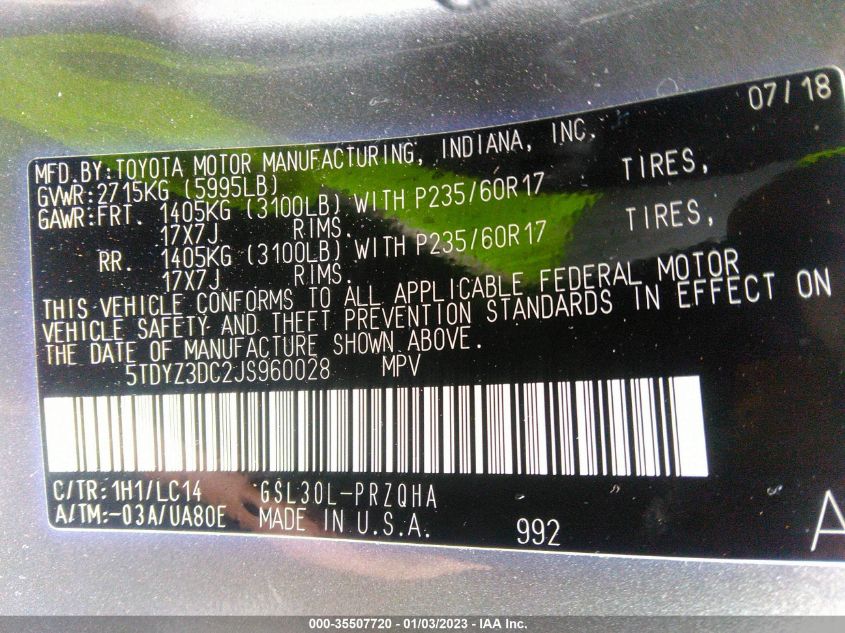 07/18
MFD. BY: TOYOTA MOTOR MANUFACTURING, INDIANA, INC.
GVWR: 2715KG (5995LB)
GAWR: FRT. 1405KG (3100LB) WITH P235/60R17 TIRES,
17X7J RIMS.
RR. 1405KG (3100LB) WITH P235/60R17 TIRES,
17X7J RIMS.
THIS VEHICLE CONFORMS TO ALL APPLICABLE FEDERAL MOTOR
VEHICLE SAFETY AND THEFT PREVENTION STANDARDS IN EFFECT ON
THE DATE OF MANUFACTURE SHOWN ABOVE.
5TDYZ3DC2JS960028 MPV
C/TR: 1H1/LC14 GSL30L-PRZQHA
A/TM:-03A/UA80E MADE IN U.S.A. 992
A
000-35507720 - 01/03/2023 - IAA Inc.